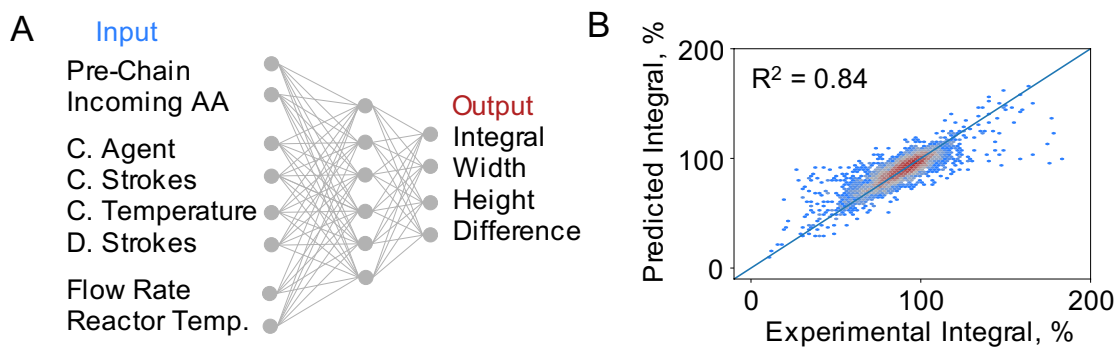 A
Input
Pre-Chain
Incoming AA
C. Agent
C. Strokes
C. Temperature
D. Strokes
Flow Rate
Reactor Temp.
Output
Integral
Width
Height
Difference
B
Predicted Integral, %
200
100
0
R² = 0.84
0 100 200
Experimental Integral, %